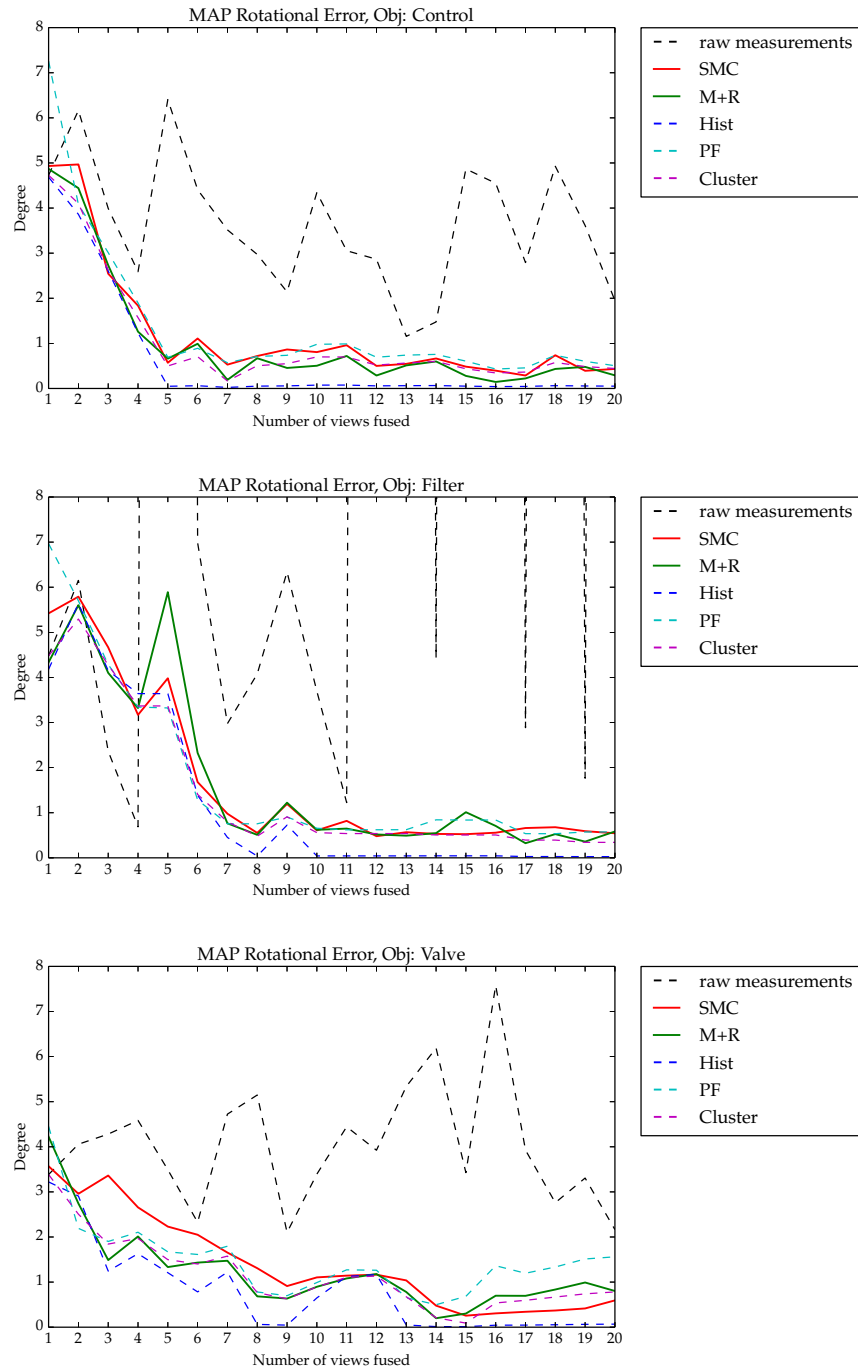 MAP Rotational Error, Obj: Control
8
7
6
5
4
3
2
1
0
Degree
1 2 3 4 5 6 7 8 9 10 11 12 13 14 15 16 17 18 19 20
Number of views fused
raw measurements
SMC
M+R
Hist
PF
Cluster
MAP Rotational Error, Obj: Filter
8
7
6
5
4
3
2
1
0
Degree
1 2 3 4 5 6 7 8 9 10 11 12 13 14 15 16 17 18 19 20
Number of views fused
raw measurements
SMC
M+R
Hist
PF
Cluster
MAP Rotational Error, Obj: Valve
8
7
6
5
4
3
2
1
0
Degree
1 2 3 4 5 6 7 8 9 10 11 12 13 14 15 16 17 18 19 20
Number of views fused
raw measurements
SMC
M+R
Hist
PF
Cluster